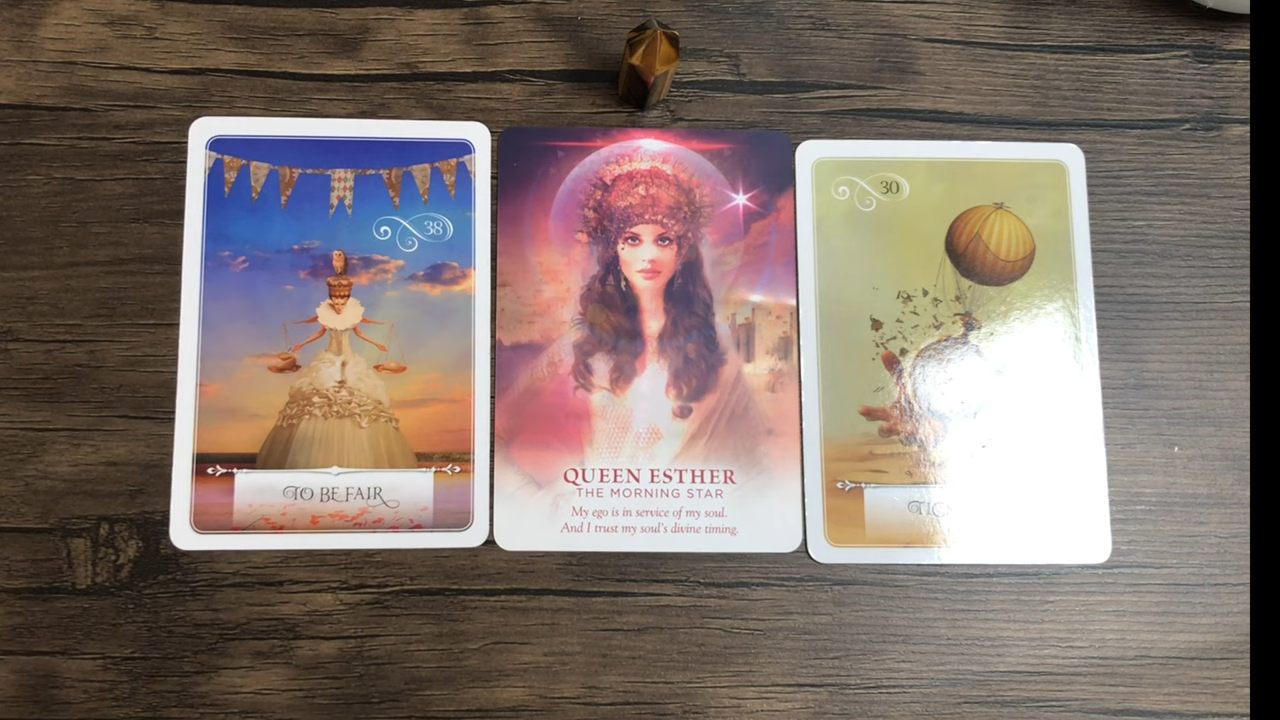 38
TO BE FAIR
QUEEN ESTHER
THE MORNING STAR
My ego is in service of my soul.
And I trust my soul's divine timing.
30